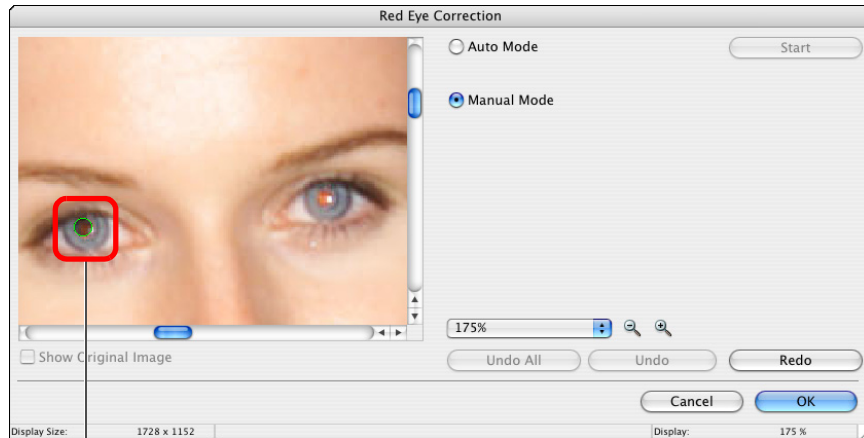 Red Eye Correction
Auto Mode
Start
Manual Mode
175%
Show Original Image
Undo All
Undo
Redo
Cancel
OK
Display Size: 1728 x 1152
Display: 175 %